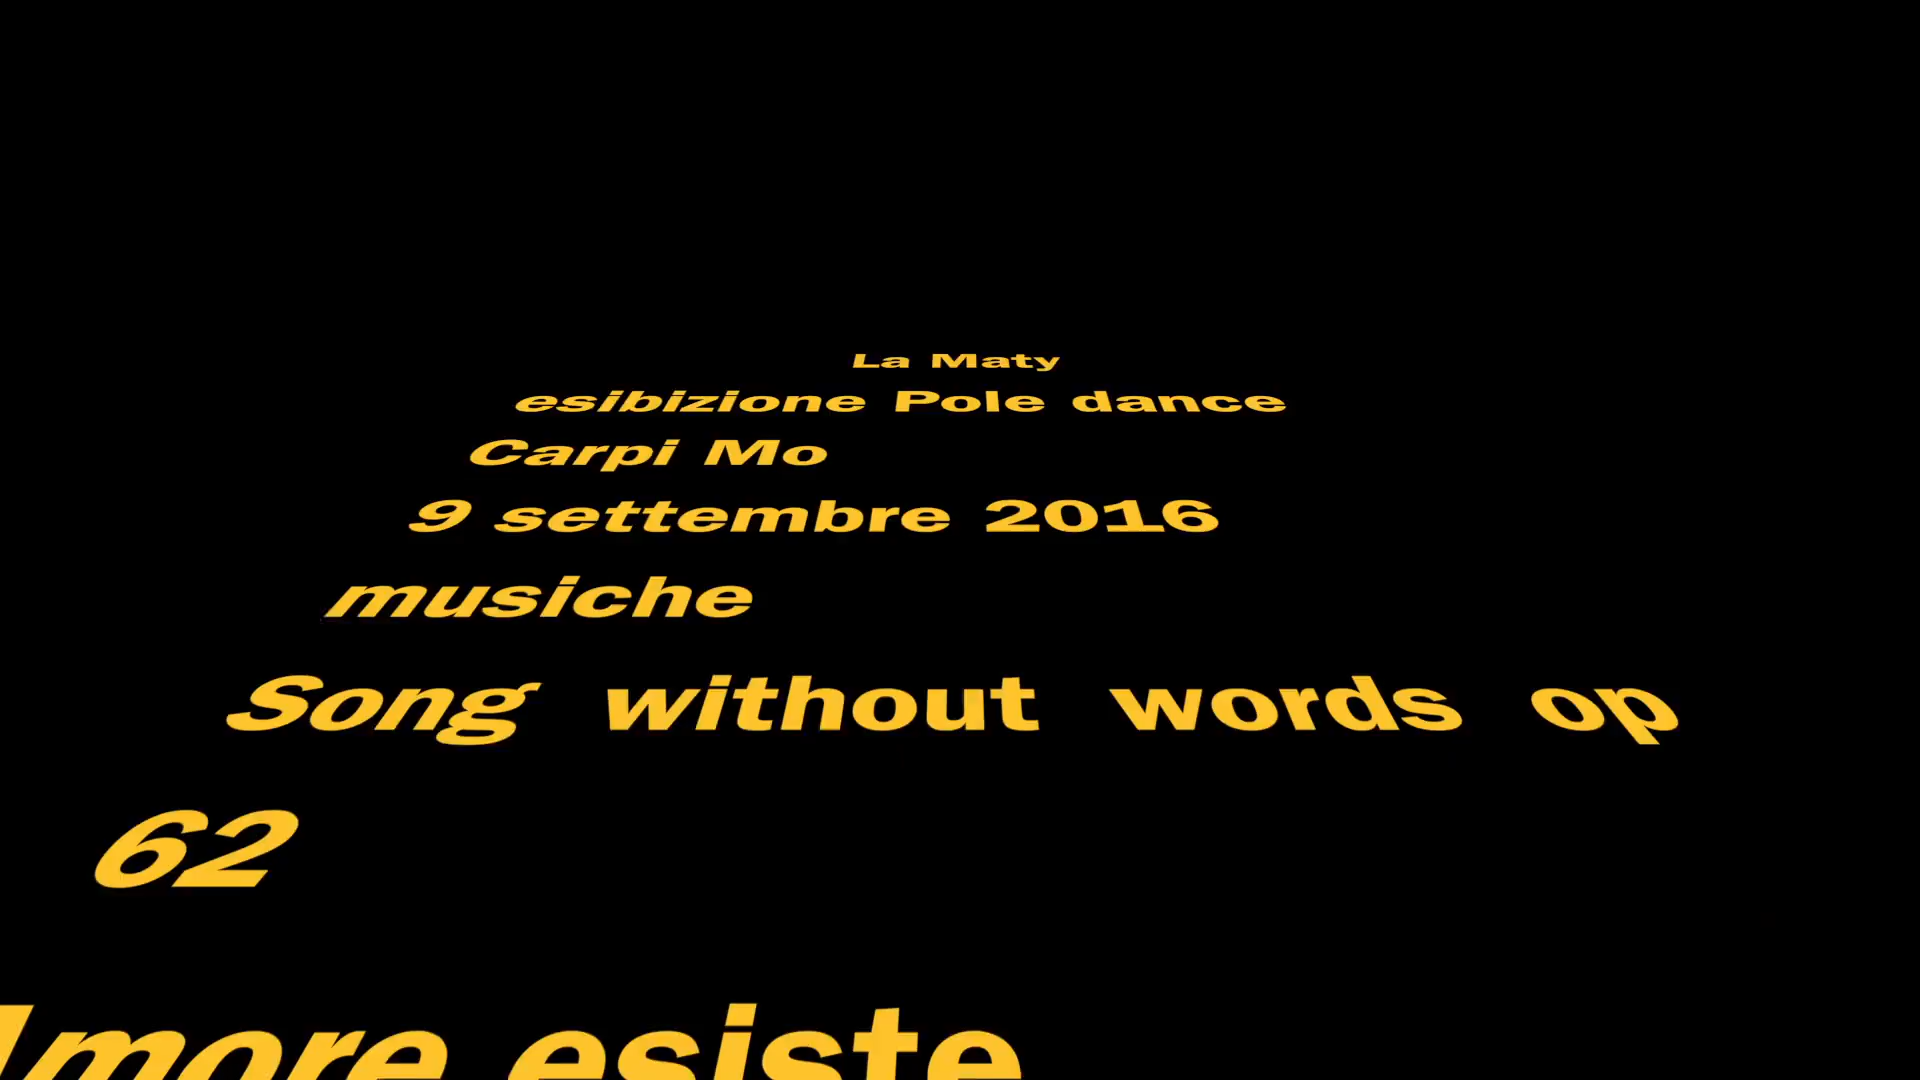 La Maty
esibizione Pole dance
Carpi Mo
9 settembre 2016
musiche
Song without words op
62
esiste